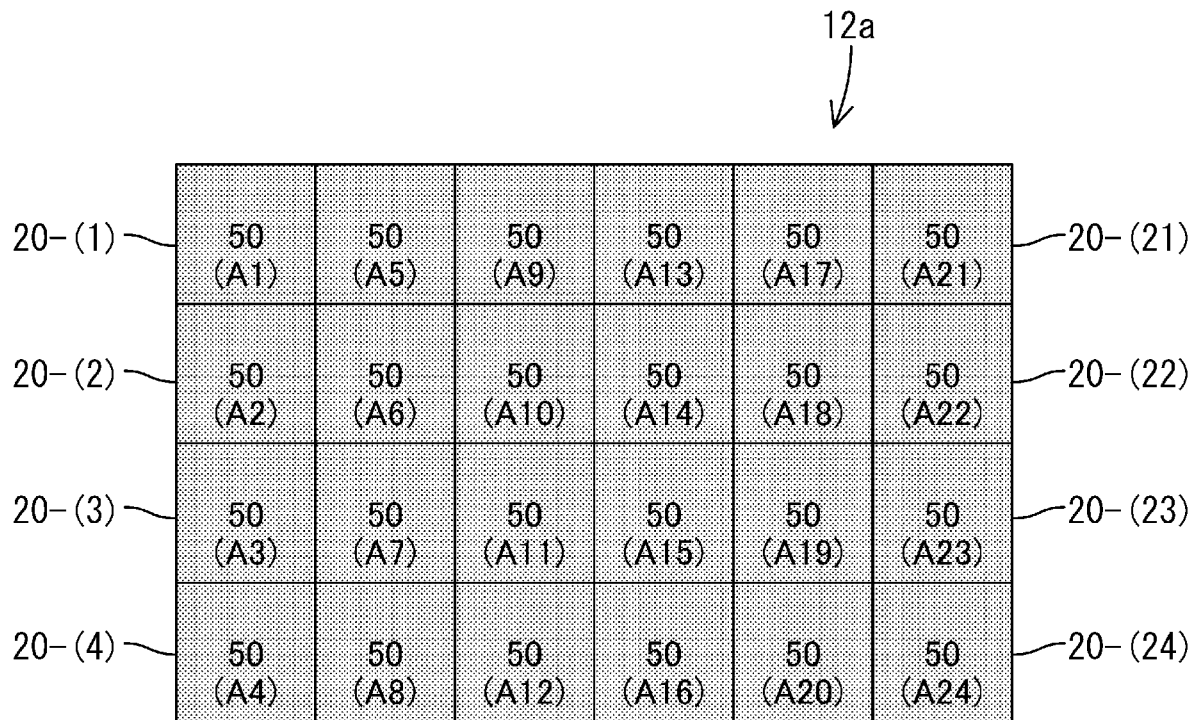 12a
20-(1) 50 50 50 50 50 50 20-(21)
(A1) (A5) (A9) (A13) (A17) (A21)
20-(2) 50 50 50 50 50 50 20-(22)
(A2) (A6) (A10) (A14) (A18) (A22)
20-(3) 50 50 50 50 50 50 20-(23)
(A3) (A7) (A11) (A15) (A19) (A23)
20-(4) 50 50 50 50 50 50 20-(24)
(A4) (A8) (A12) (A16) (A20) (A24)